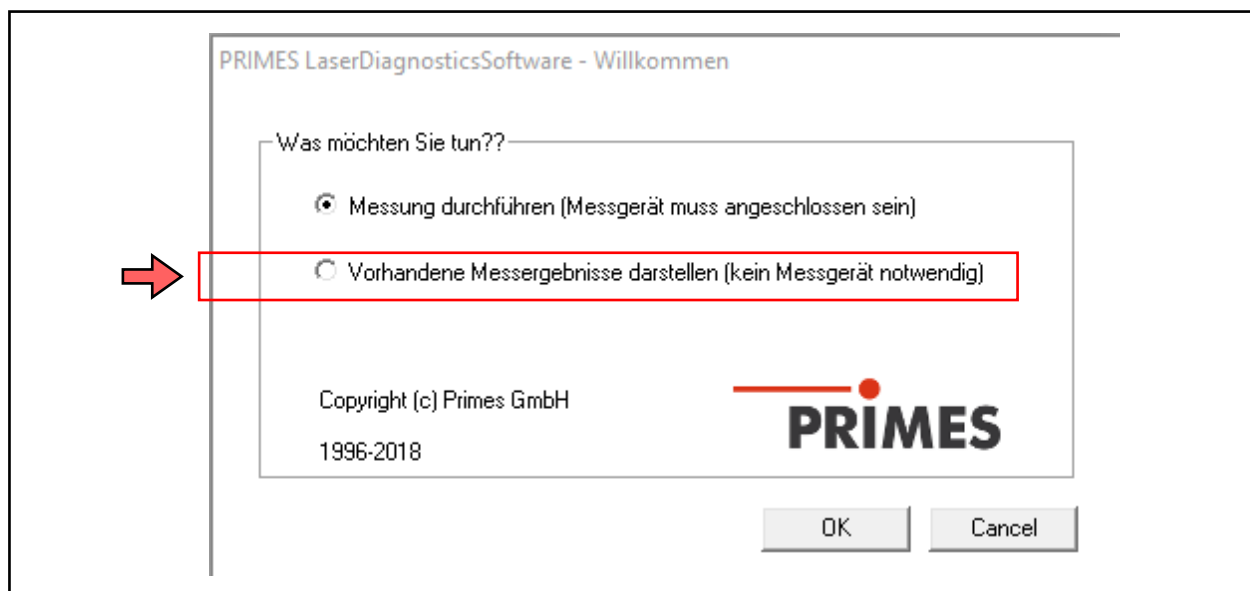 PRIMES LaserDiagnosticsSoftware - Willkommen
Was möchten Sie tun??
Messung durchführen (Messgerät muss angeschlossen sein)
Vorhandene Messergebnisse darstellen (kein Messgerät notwendig)
Copyright (c) Primes GmbH
1996-2018
PRIMES
OK
Cancel